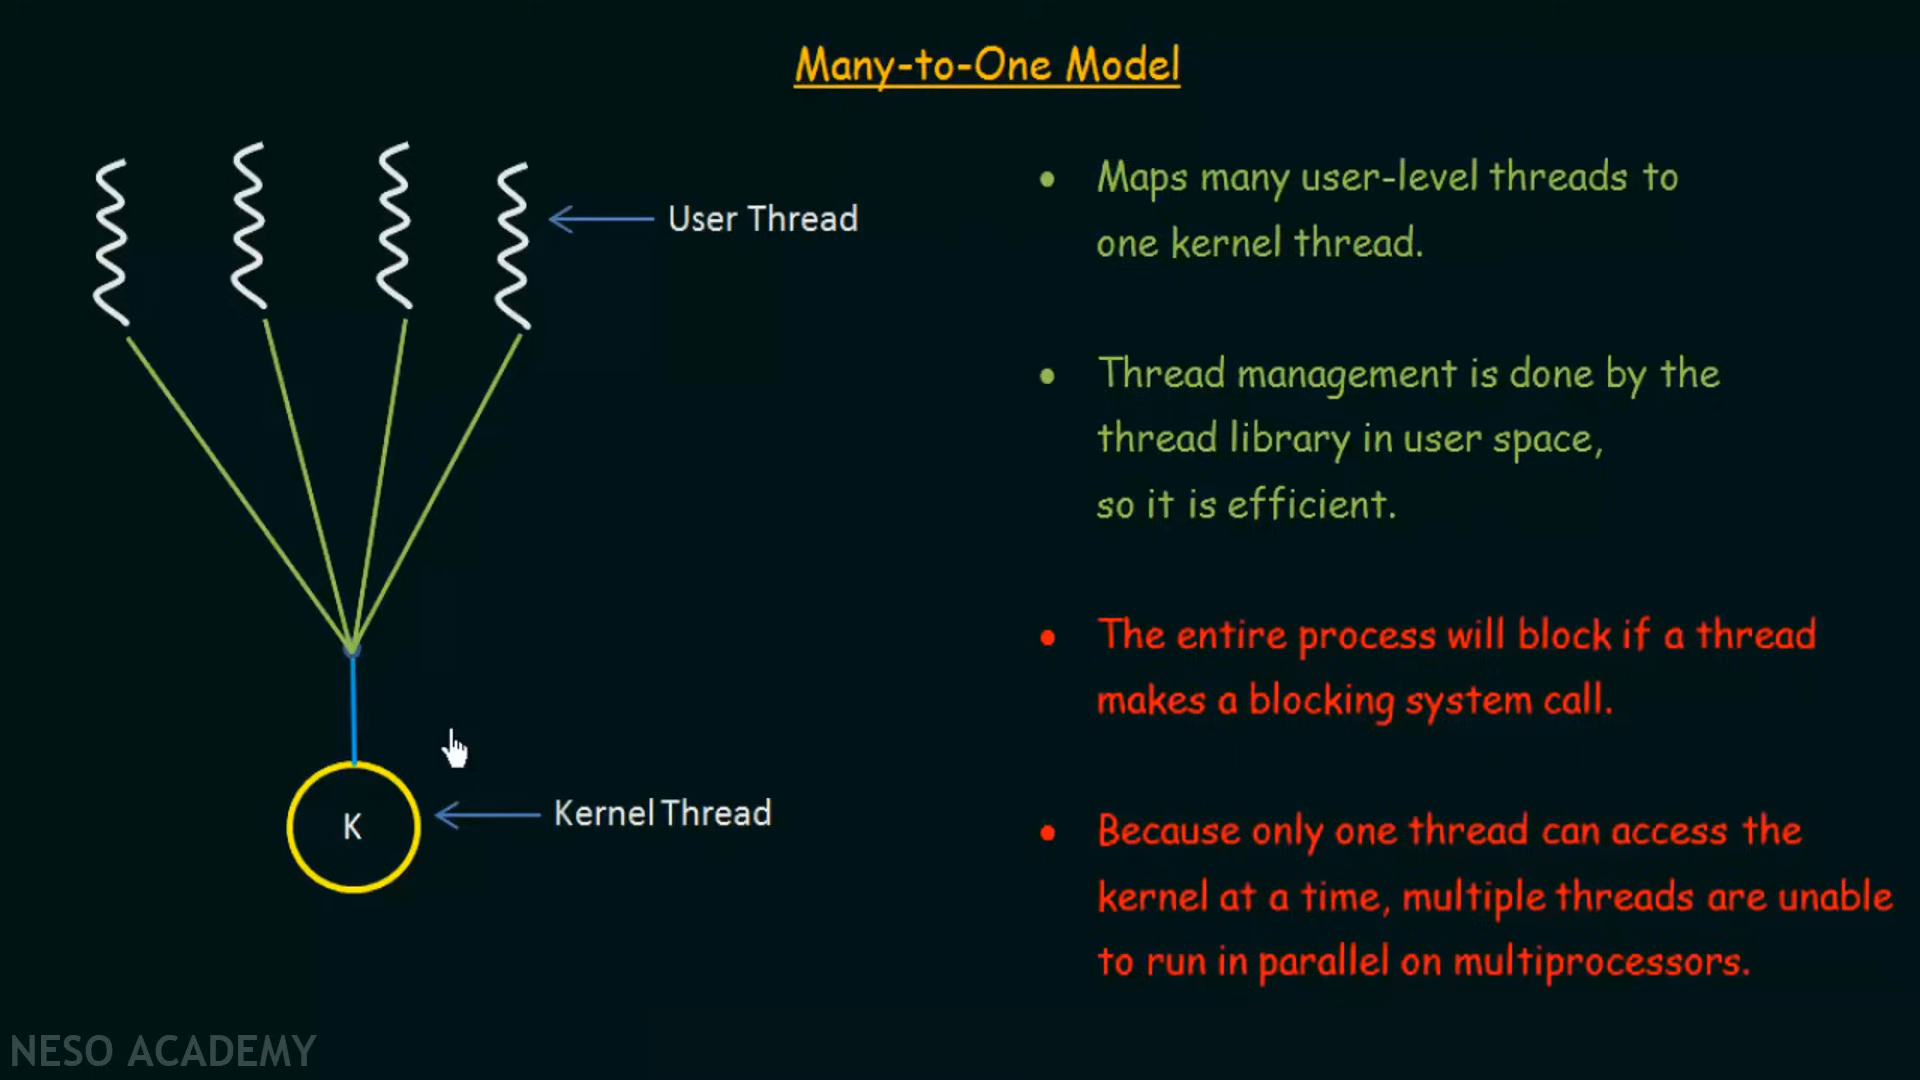 Many-to-One Model
User Thread
Kernel Thread
K
• Maps many user-level threads to
one kernel thread.
• Thread management is done by the
thread library in user space,
so it is efficient.
• The entire process will block if a thread
makes a blocking system call.
• Because only one thread can access the
kernel at a time, multiple threads are unable
to run in parallel on multiprocessors.
NESO ACADEMY